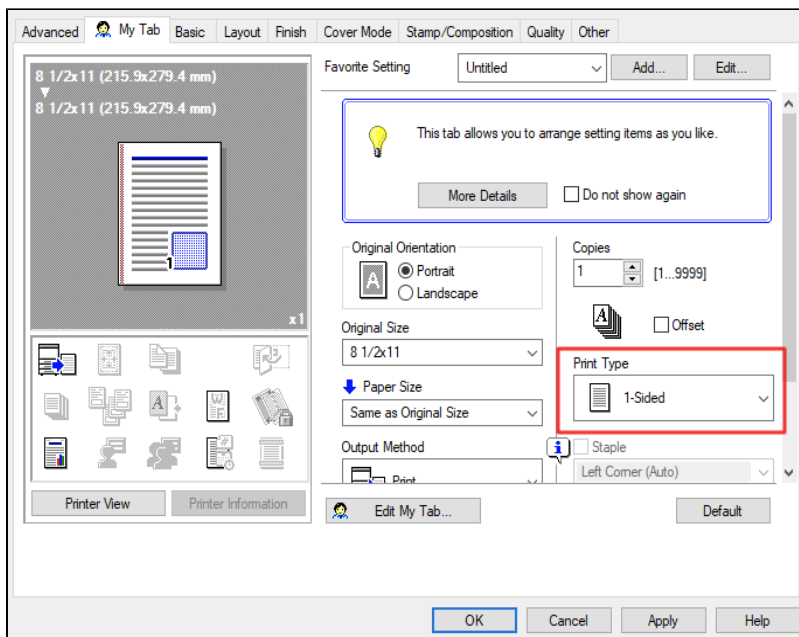 Advanced My Tab Basic Layout Finish Cover Mode Stamp/Composition Quality Other
8 1/2x11 (215.9x279.4 mm)
8 1/2x11 (215.9x279.4 mm)
1
x1
Printer View Printer Information
Favorite Setting Untitled Add... Edit...
This tab allows you to arrange setting items as you like.
More Details Do not show again
Original Orientation
A Portrait
Landscape
Original Size
8 1/2x11
Paper Size
Same as Original Size
Output Method
Print
Copies
1 [1...9999]
Offset
Print Type
1-Sided
Staple
Left Corner (Auto)
Edit My Tab... Default
OK Cancel Apply Help